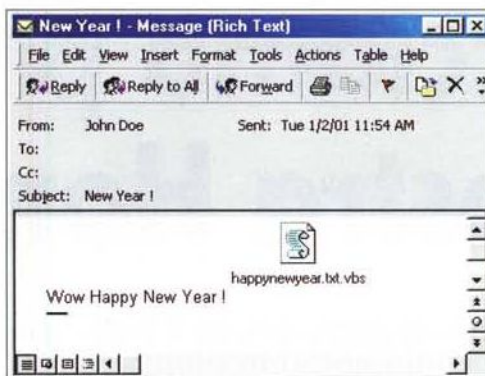 New Year ! - Message (Rich Text)
File Edit View Insert Format Tools Actions Table Help
Reply Reply to All Forward
From: John Doe Sent: Tue 1/2/01 11:54 AM
To:
Cc:
Subject: New Year !
happynewyear.txt.vbs
Wow Happy New Year !